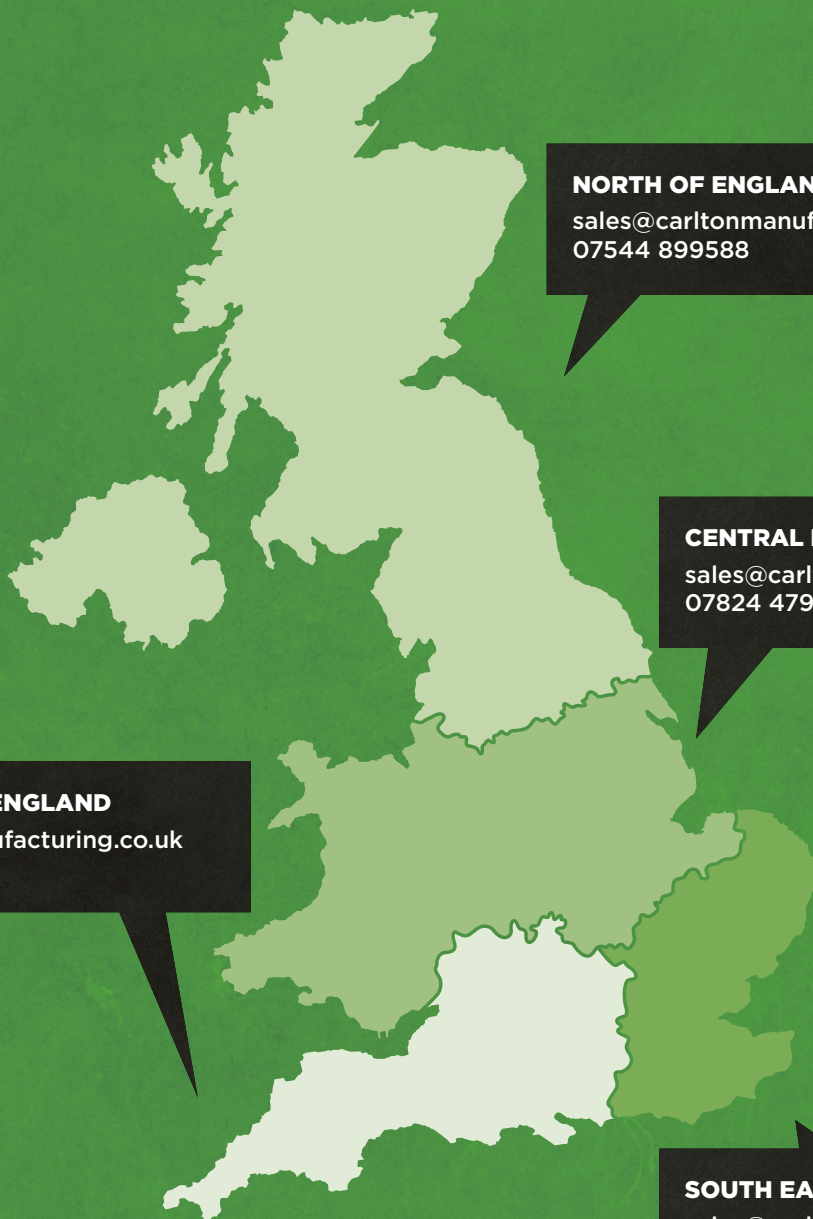 NORTH OF ENGLAN
sales@carltonmanuf
07544 899588
CENTRAL
sales@carl
07824 479
ENGLAND
ufacturing.co.uk
SOUTH EA